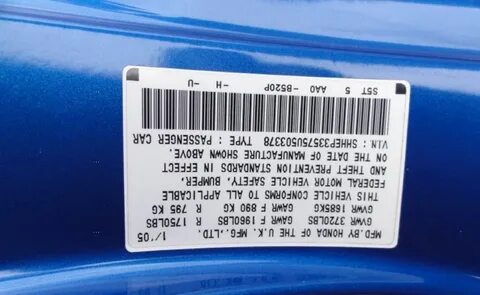 MFD.BY HONDA OF THE U.K. MFG.,LTD. 1/'05
GVWR 3720LBS GAWR F 1960LBS R 1750LBS
GVWR 1685KG GAWR F 890 KG R 795 KG
THIS VEHICLE CONFORMS TO ALL APPLICABLE
FEDERAL MOTOR VEHICLE SAFETY, BUMPER,
AND THEFT PREVENTION STANDARDS IN EFFECT
ON THE DATE OF MANUFACTURE SHOWN ABOVE.
VIN: SHHEP33575U503378 TYPE: PASSENGER CAR
S5T 5 AA0 -B520P -H -U